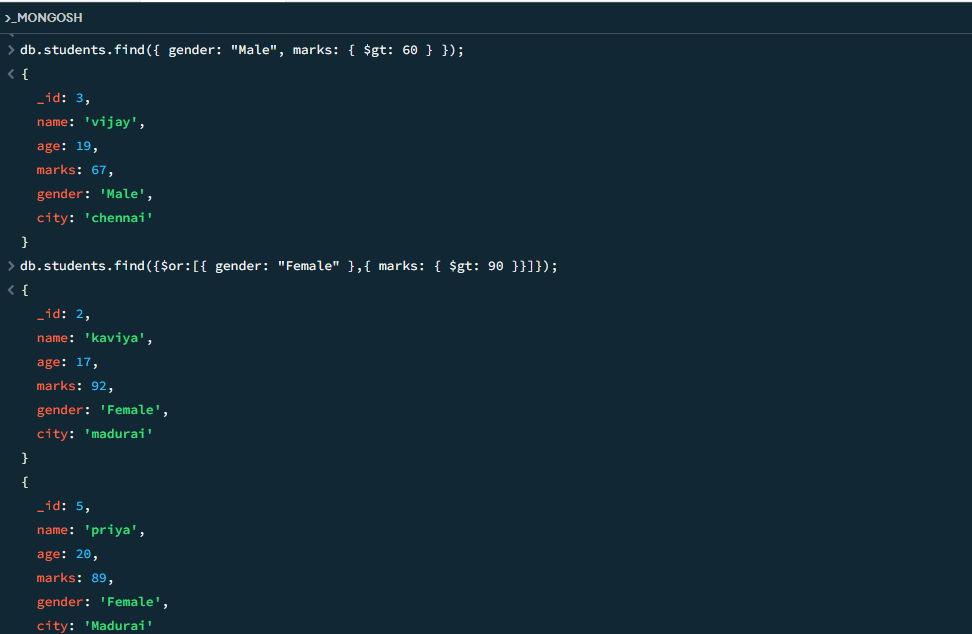 >_MONGOSH
> db.students.find({ gender: "Male", marks: { $gt: 60 } });
< {
_id: 3,
name: 'vijay',
age: 19,
marks: 67,
gender: 'Male',
city: 'chennai'
}
> db.students.find({$or:[{ gender: "Female" },{ marks: { $gt: 90 }}]});
< {
_id: 2,
name: 'kaviya',
age: 17,
marks: 92,
gender: 'Female',
city: 'madurai'
}
{
_id: 5,
name: 'priya',
age: 20,
marks: 89,
gender: 'Female',
city: 'Madurai'